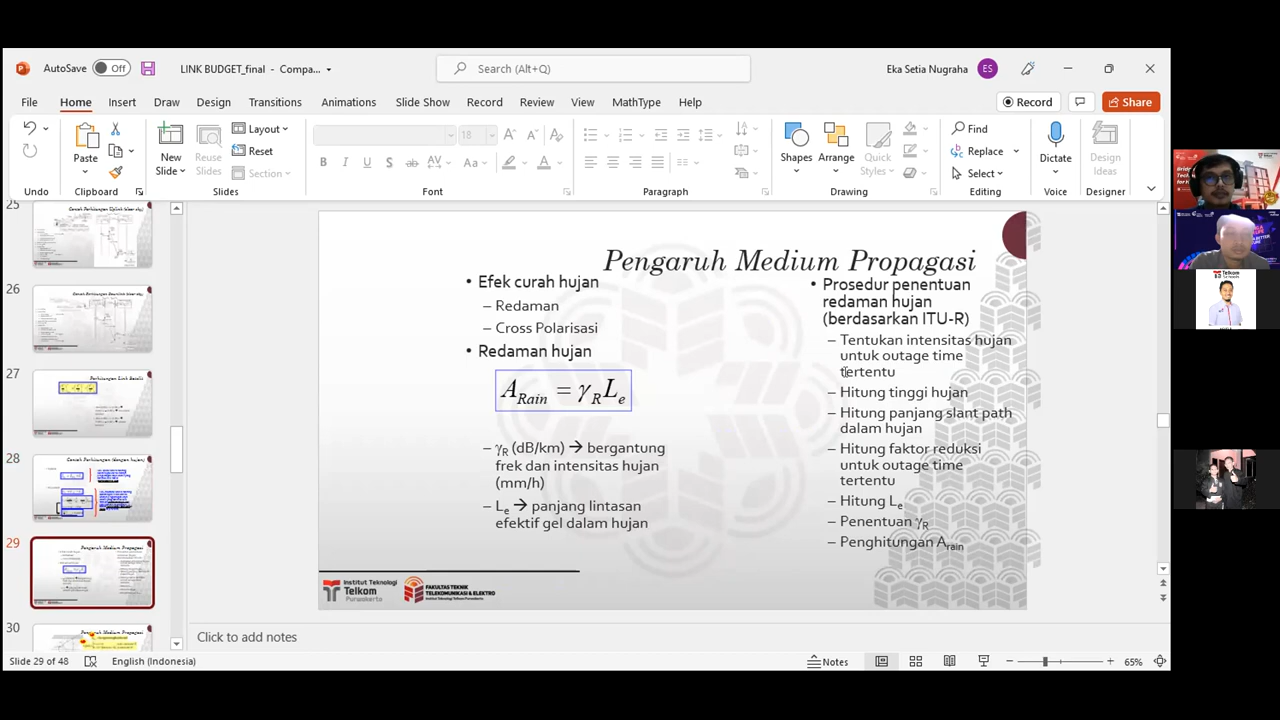 AutoSave
Off
LINK BUDGET_final - Compa...
Search (Alt+Q)
Eka Setia Nugraha
ES
File
Home
Insert
Draw
Design
Transitions
Animations
Slide Show
Record
Review
View
MathType
Help
Record
Share
Undo
Paste
Clipboard
New
Slide
Reuse
Slides
Layout
Reset
Section
Slides
18
Font
Paragraph
Shapes
Arrange
Quick
Styles
Drawing
Find
Replace
Select
Editing
Dictate
Voice
Design
Ideas
Designer
25
26
27
28
29
30
Pengaruh Medium Propagasi
• Efek curah hujan
– Redaman
– Cross Polarisasi
• Redaman hujan
A_Rain = γ_R L_e
– γ_R (dB/km) → bergantung
frek dan intensitas hujan
(mm/h)
– L_e → panjang lintasan
efektif gel dalam hujan
• Prosedur penentuan
redaman hujan
(berdasarkan ITU-R)
– Tentukan intensitas hujan
untuk outage time
tertentu
– Hitung tinggi hujan
– Hitung panjang slant path
dalam hujan
– Hitung faktor reduksi
untuk outage time
tertentu
– Hitung L_e
– Penentuan γ_R
– Penghitungan A_rain
Institut Teknologi
Telkom
Purwokerto
FAKULTAS TEKNIK
TELEKOMUNIKASI & ELEKTRO
Institut Teknologi Telkom Purwokerto
Click to add notes
Slide 29 of 48
English (Indonesia)
Notes
65%